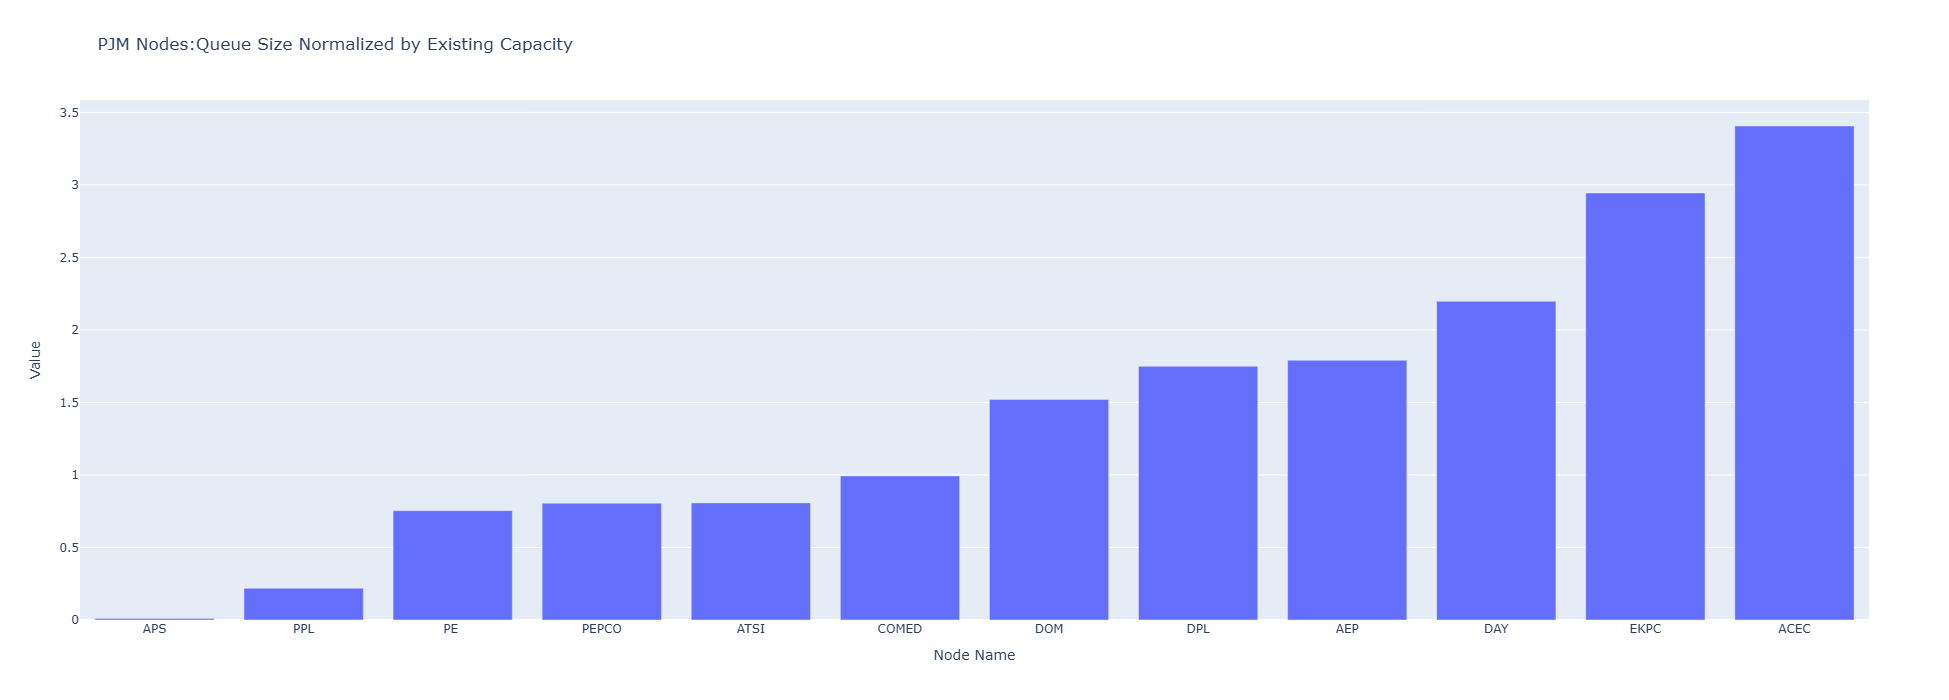 PJM Nodes:Queue Size Normalized by Existing Capacity
3.5
3
2.5
2
1.5
1
0.5
0
Value
APS PPL PE PEPCO ATSI COMED DOM DPL AEP DAY EKPC ACEC
Node Name